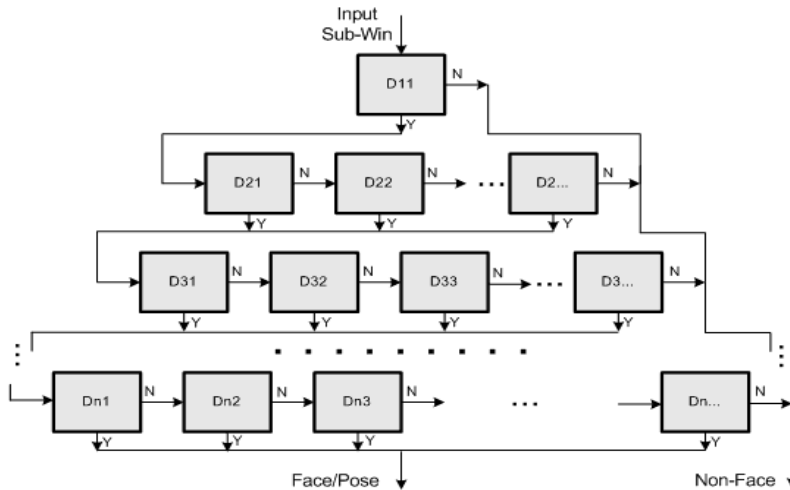 Input
Sub-Win
D11
N
Y
D21
N
D22
N
...
D2...
N
Y
Y
Y
D31
N
D32
N
D33
N
....
D3...
N
Y
Y
Y
Y
Dn1
N
Dn2
N
Dn3
N
...
Dn...
N
Y
Y
Y
Y
Face/Pose
Non-Face